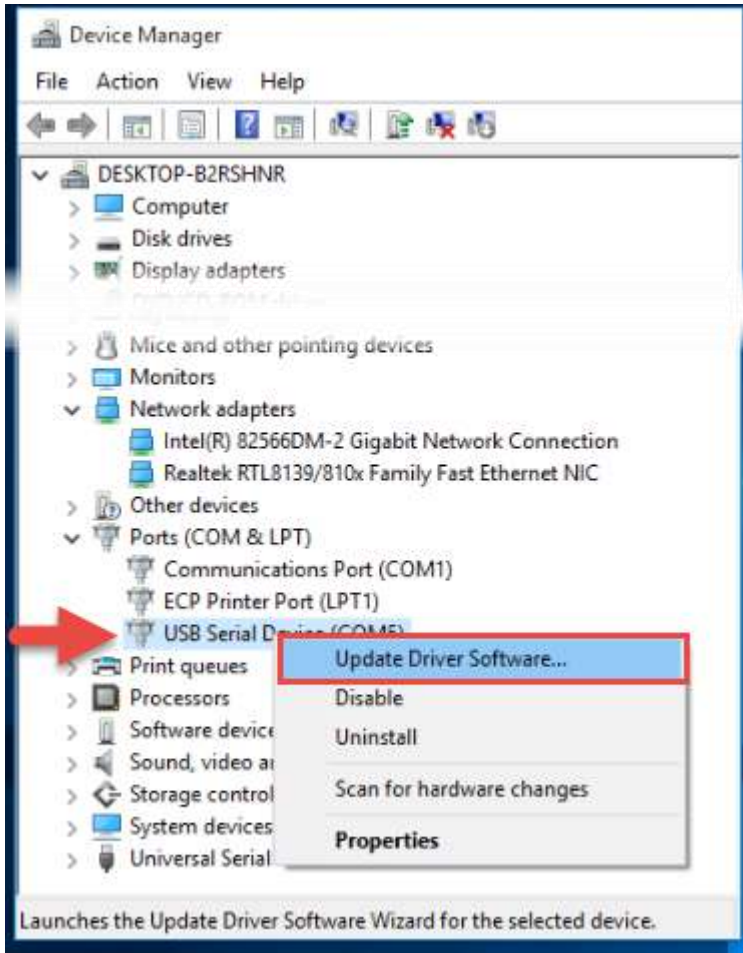 Device Manager
File Action View Help
DESKTOP-B2RSHNR
Computer
Disk drives
Display adapters
Mice and other pointing devices
Monitors
Network adapters
Intel(R) 82566DM-2 Gigabit Network Connection
Realtek RTL8139/810x Family Fast Ethernet NIC
Other devices
Ports (COM & LPT)
Communications Port (COM1)
ECP Printer Port (LPT1)
USB Serial Device (COM5)
Print queues
Processors
Software device
Sound, video a
Storage control
System devices
Universal Serial
Update Driver Software...
Disable
Uninstall
Scan for hardware changes
Properties
Launches the Update Driver Software Wizard for the selected device.